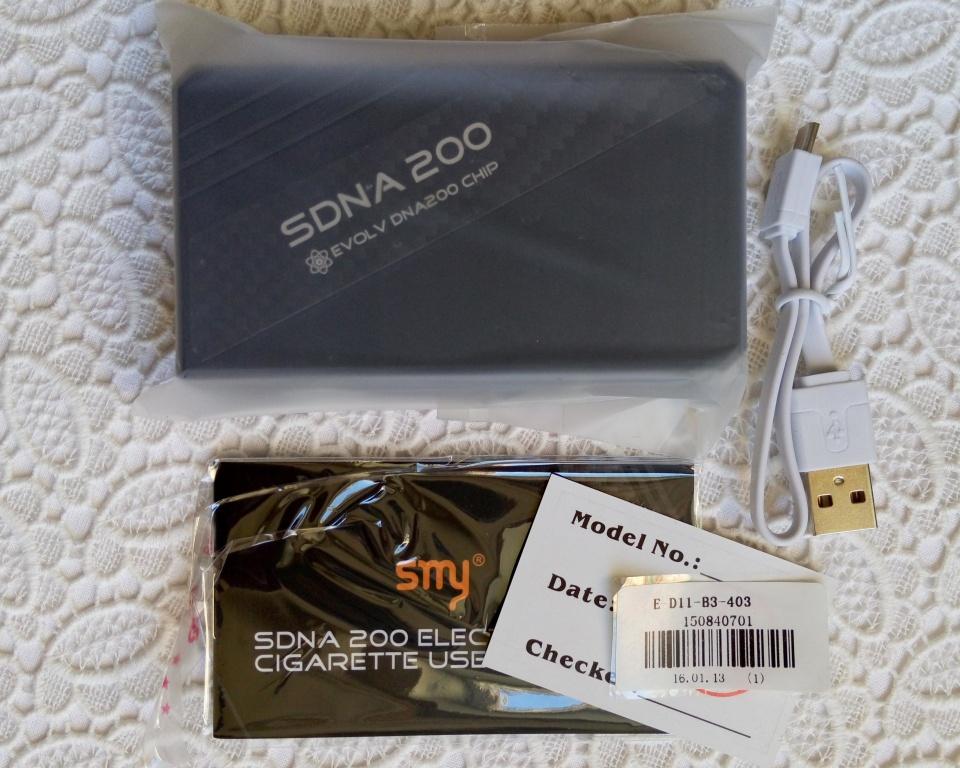 SDNA 200
EVOLV DNA200 CHIP
smy®
SDNA 200 ELEC
CIGARETTE USE
Model No.:
Date:
Checke
E D11-B3-403
150840701
16.01.13 (1)